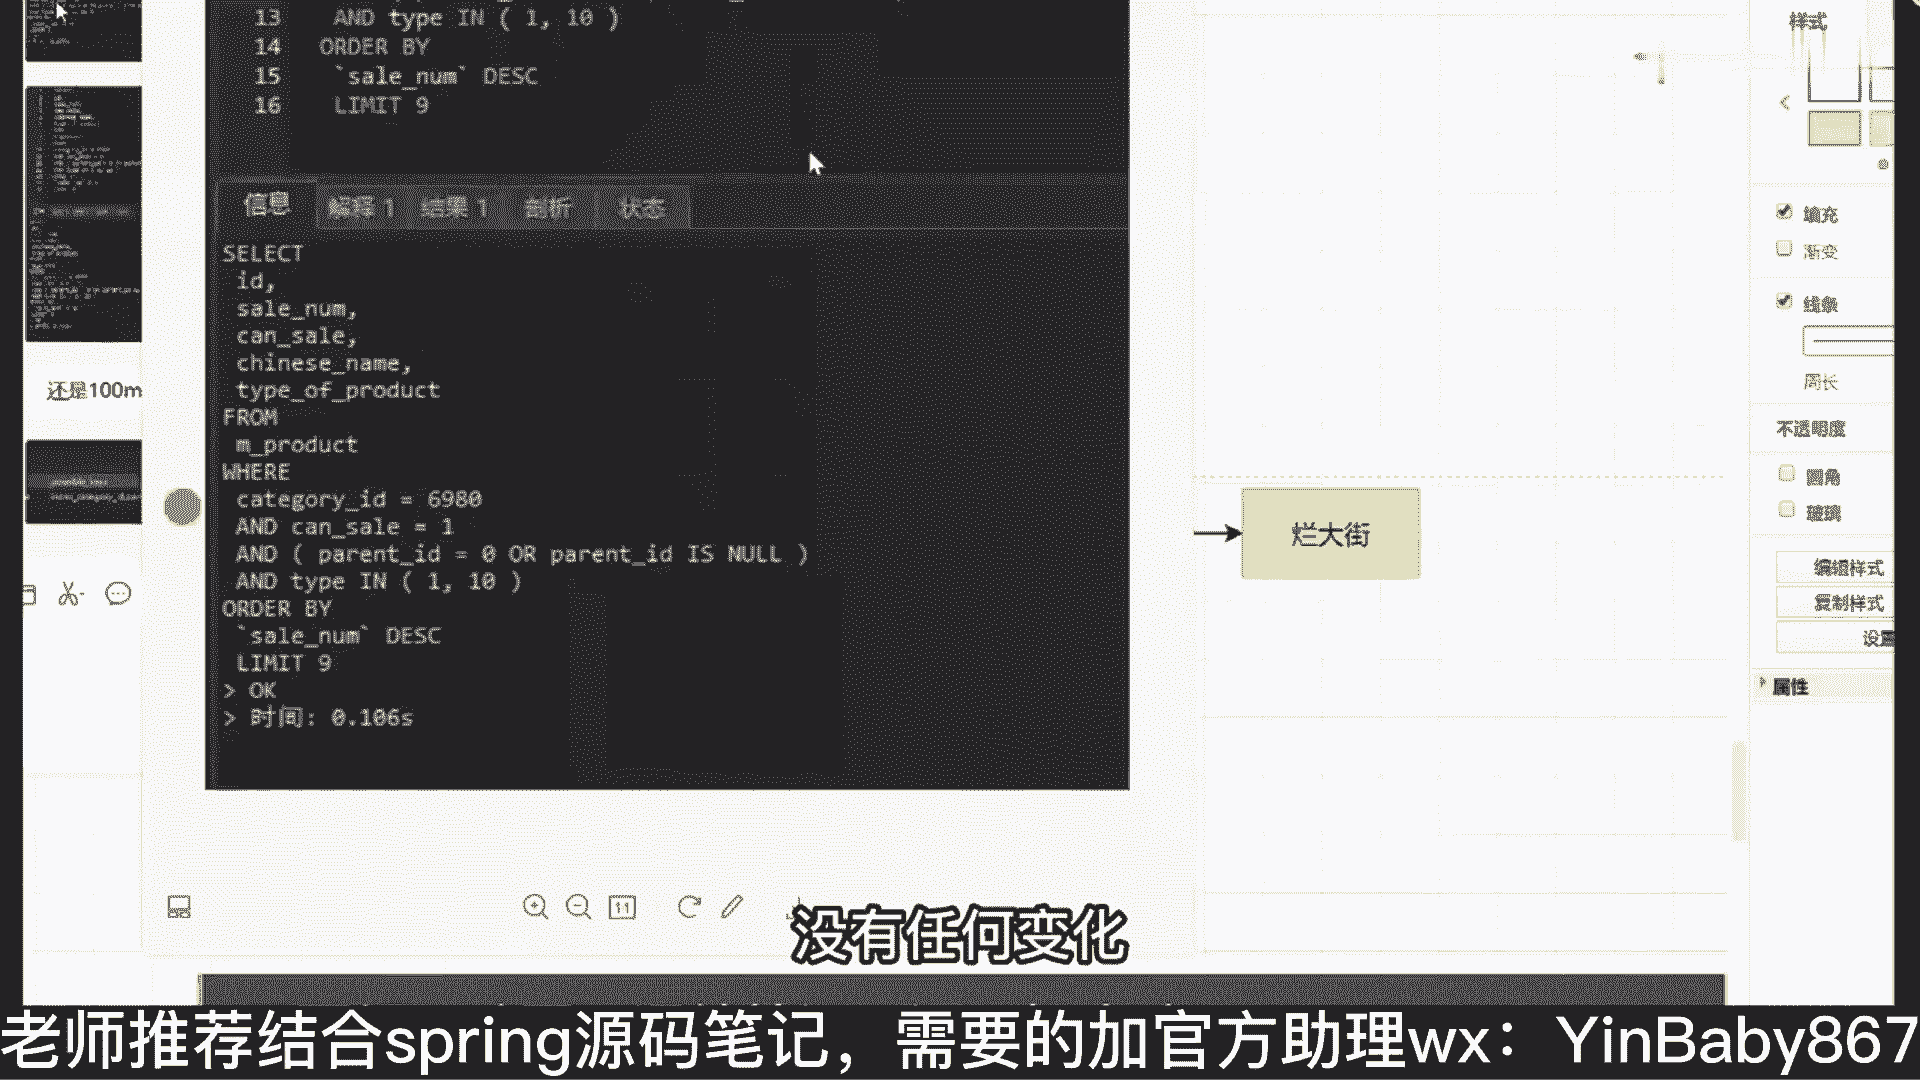 13 AND type IN ( 1, 10 )
14 ORDER BY
15 `sale_num` DESC
16 LIMIT 9
信息 解释 1 结果 1 剖析 状态
SELECT
id,
sale_num,
can_sale,
chinese_name,
type_of_product
FROM
m_product
WHERE
category_id = 6980
AND can_sale = 1
AND ( parent_id = 0 OR parent_id IS NULL )
AND type IN ( 1, 10 )
ORDER BY
`sale_num` DESC
LIMIT 9
> OK
> 时间: 0.106s
还是100m
烂大街
样式
填充
渐变
线条
周长
不透明度
圆角
玻璃
编辑样式
复制样式
设置
属性
1:1
没有任何变化
老师推荐结合spring源码笔记，需要的加官方助理wx：YinBaby867